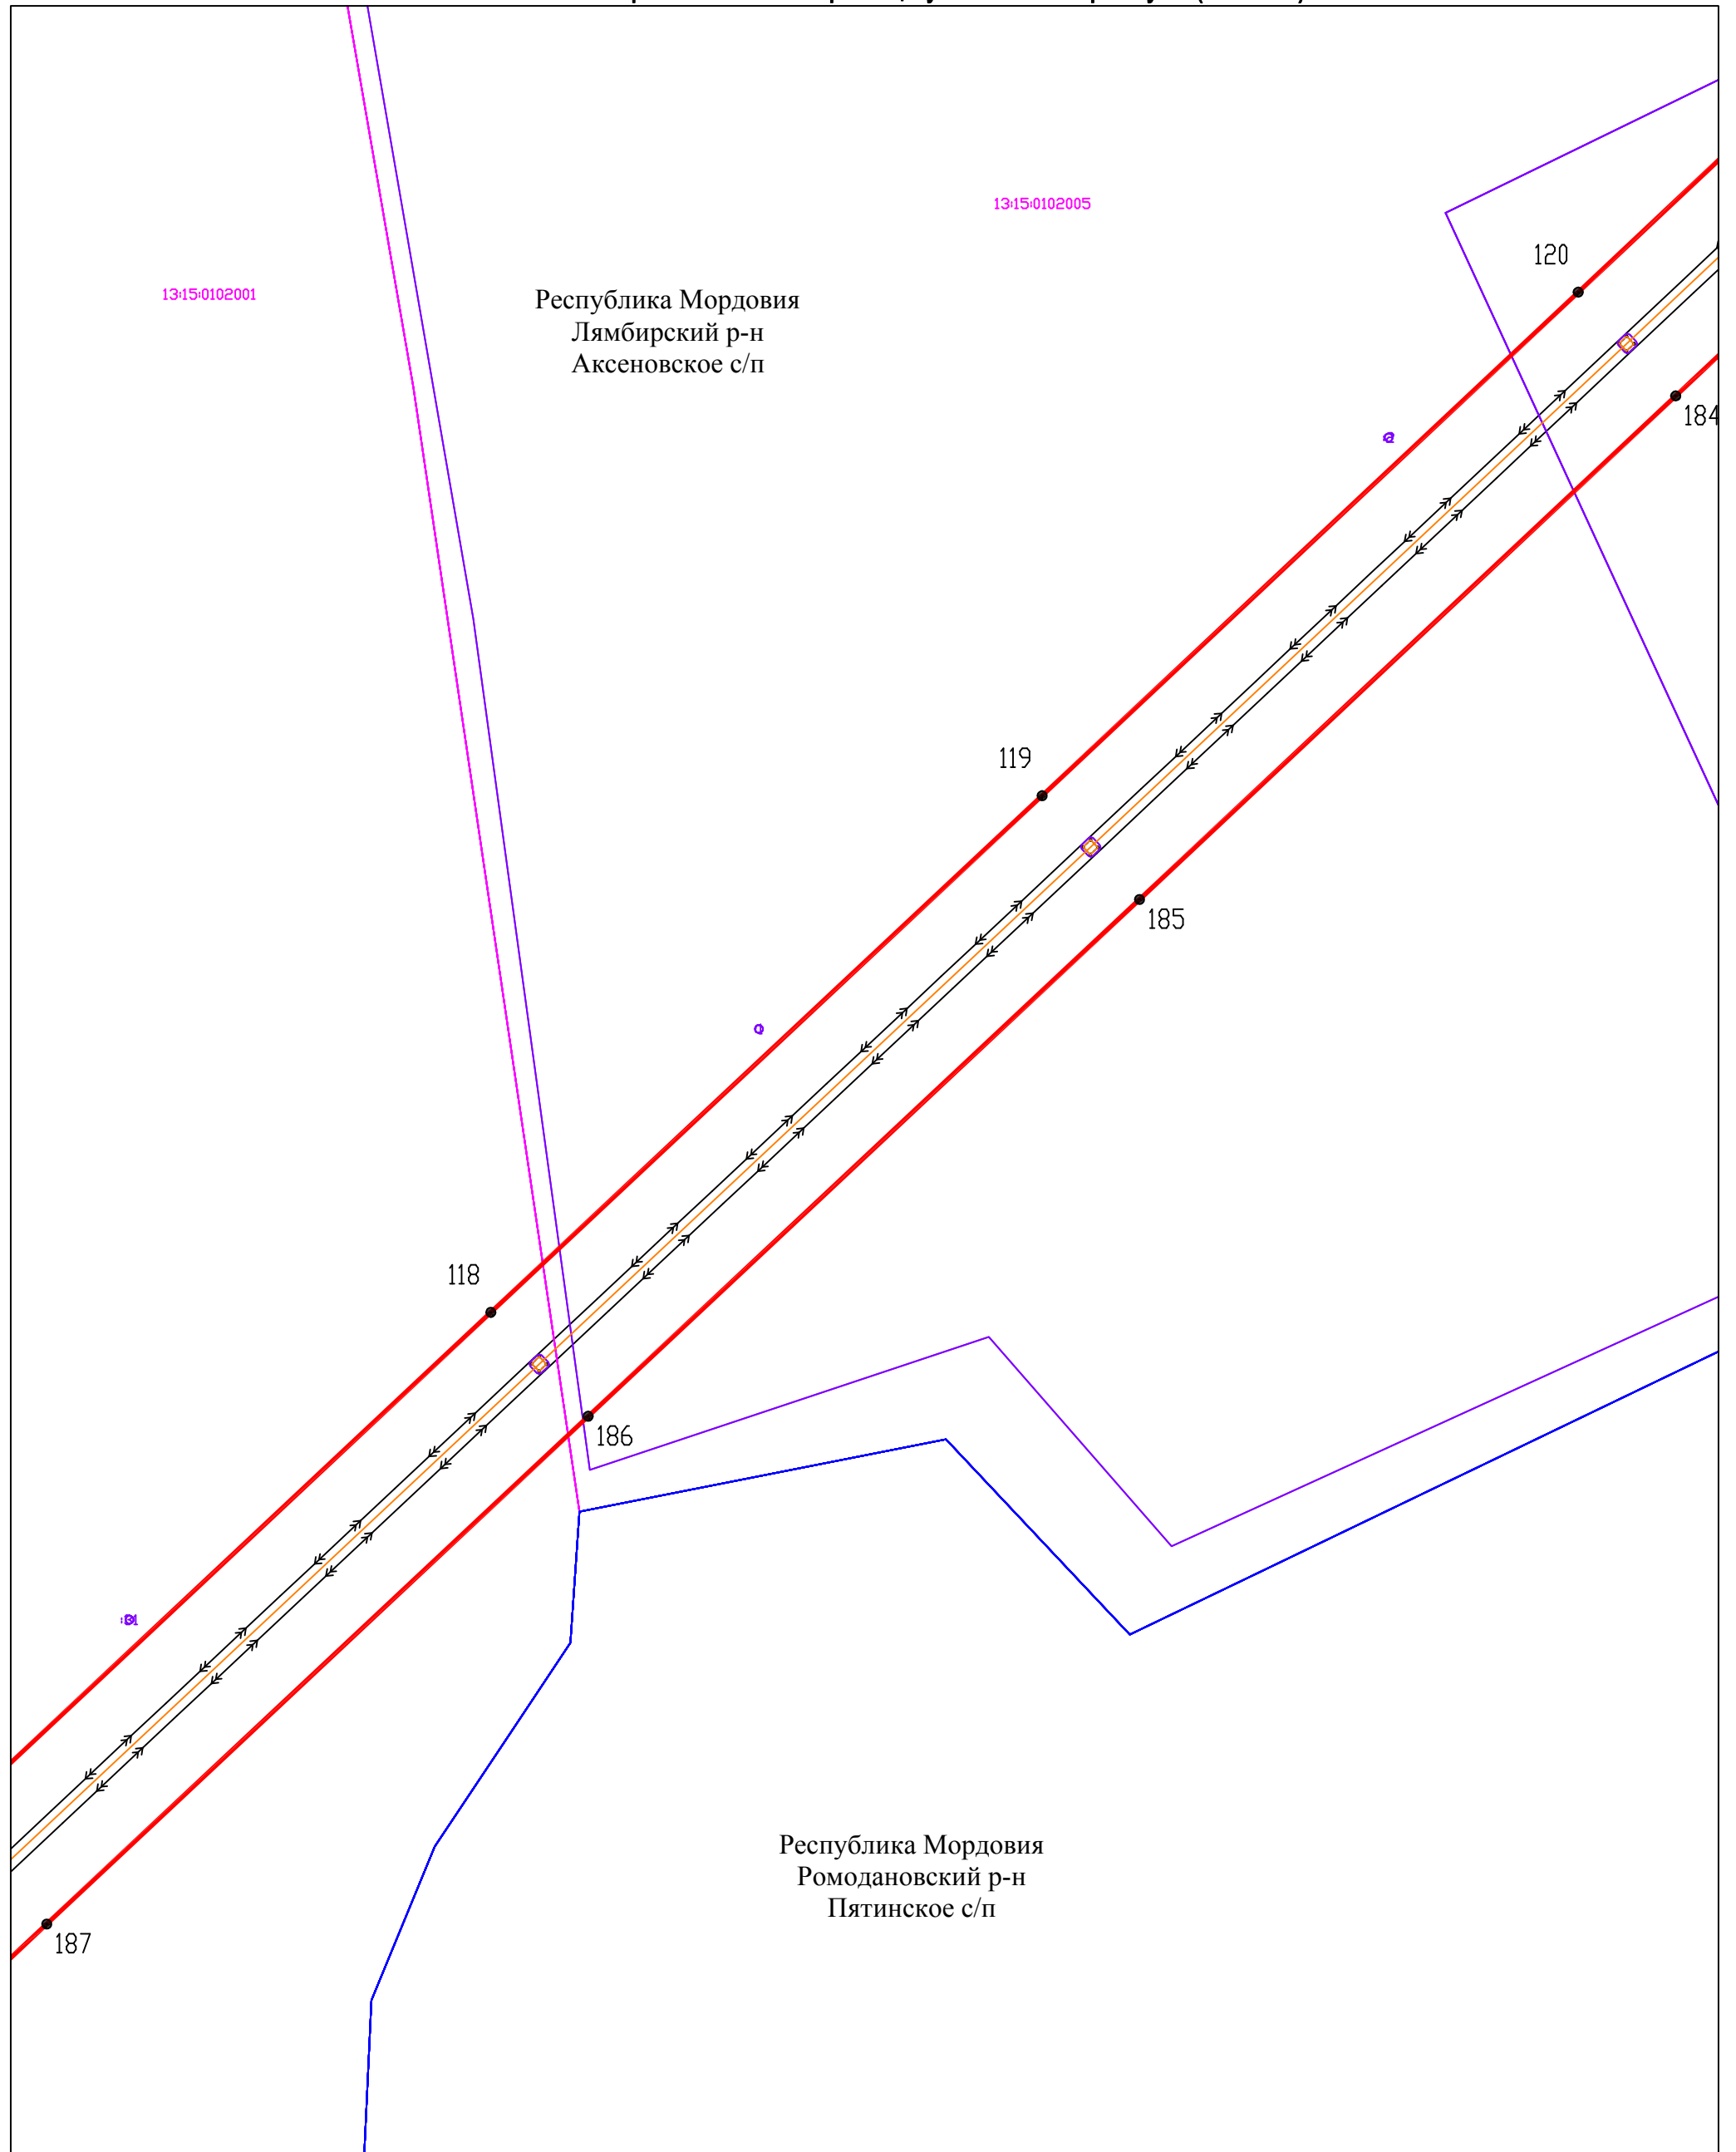 13:15:0102005
120
13:15:0102001
Республика Мордовия
Лямбирский р-н
Аксеновское с/п
184
119
185
118
186
Республика Мордовия
Ромодановский р-н
Пятинское с/п
187